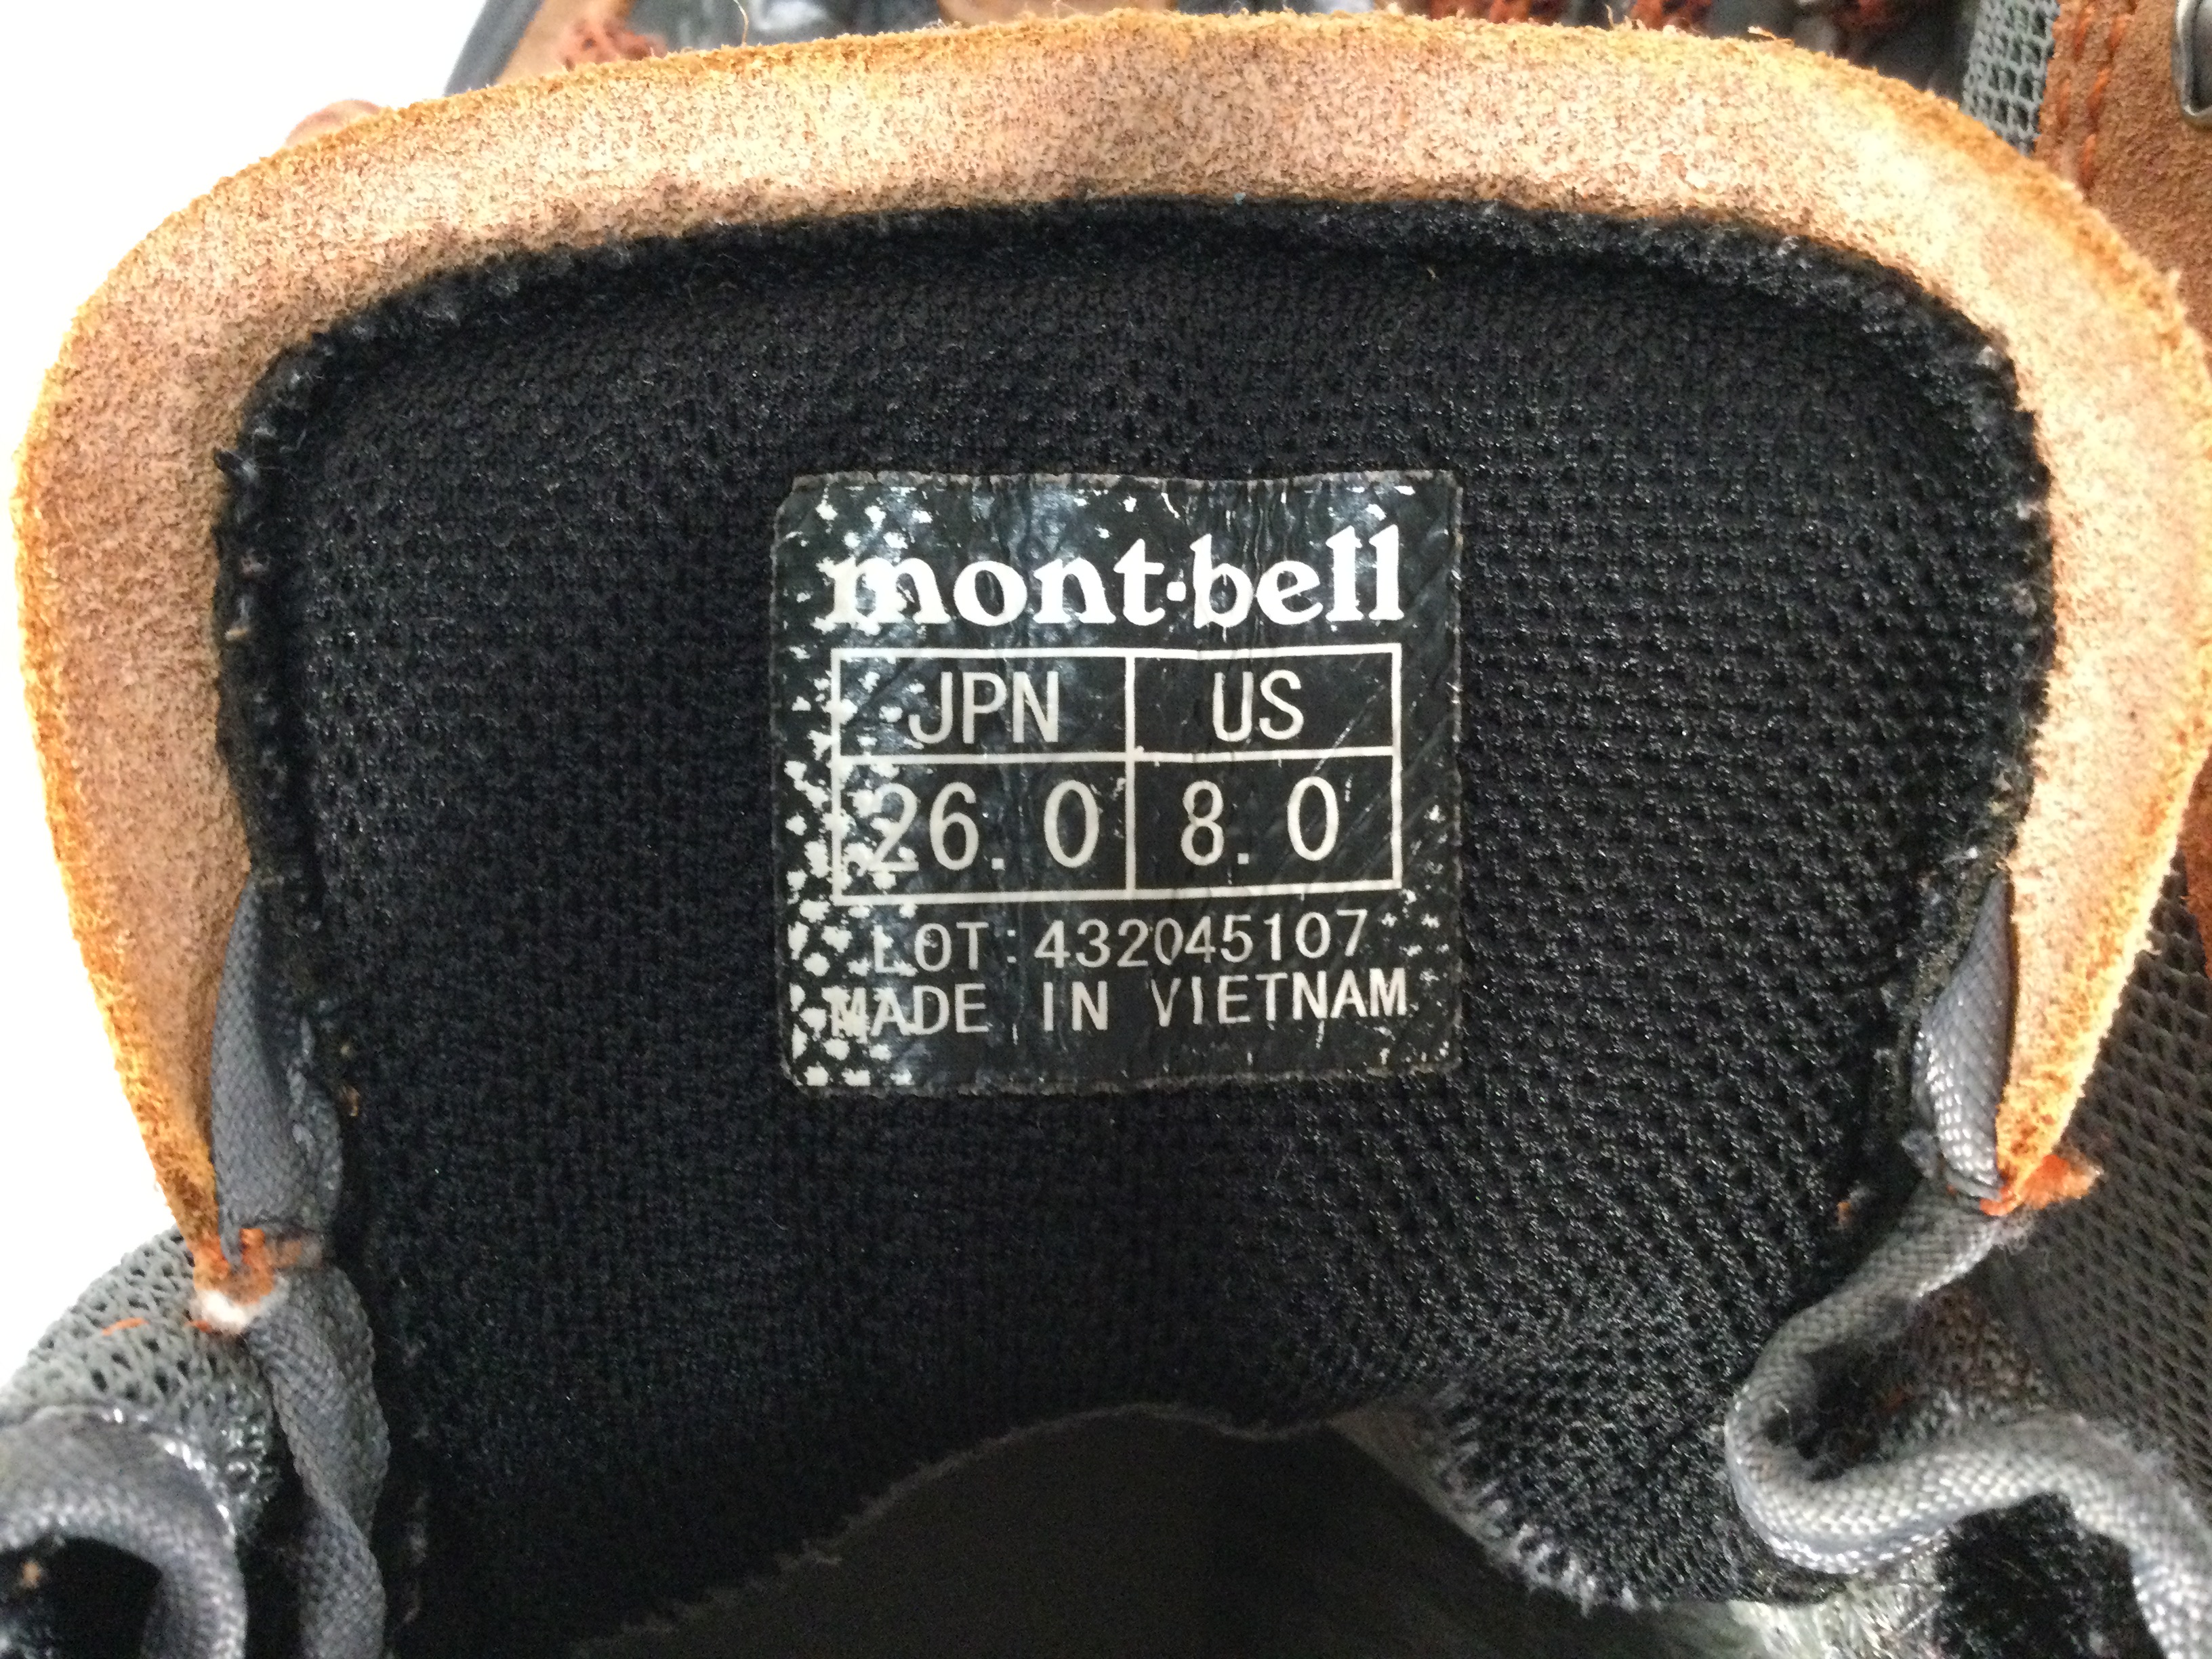 mont·bell
JPN US
26.0 8.0
LOT:432045107
MADE IN VIETNAM